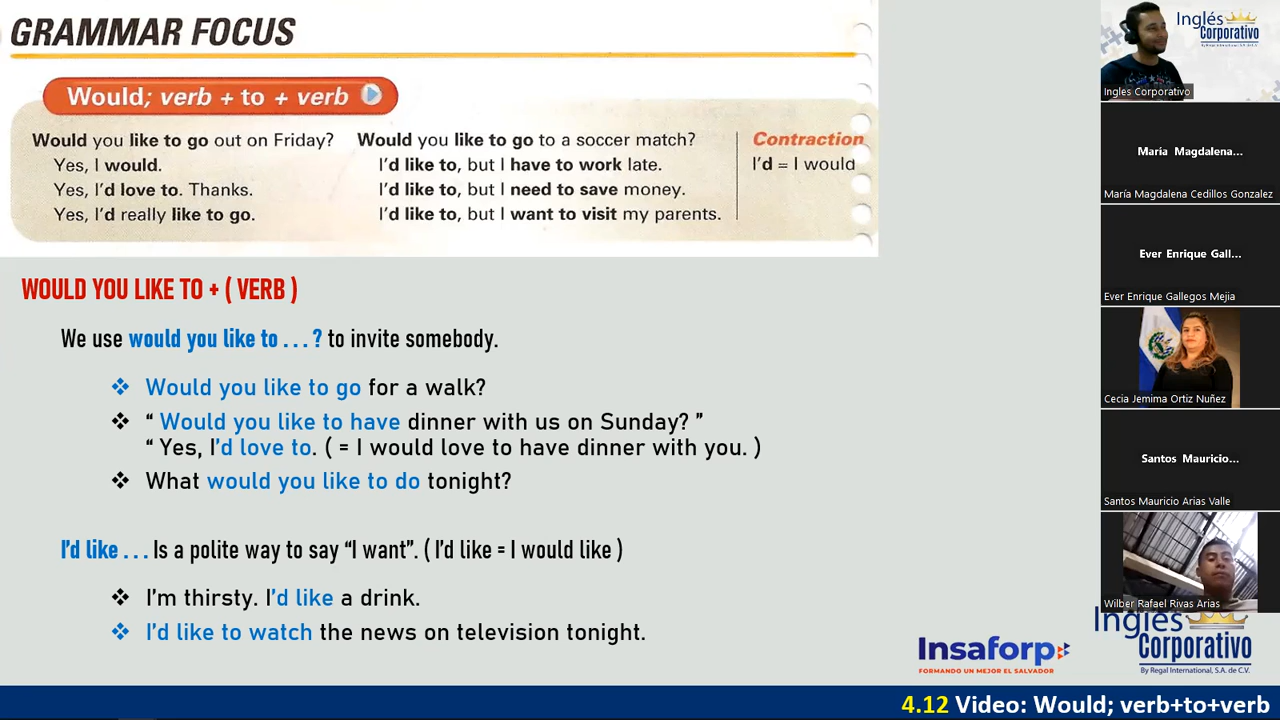 GRAMMAR FOCUS
Would; verb + to + verb
Would you like to go out on Friday?
Yes, I would.
Yes, I'd love to. Thanks.
Yes, I'd really like to go.
Would you like to go to a soccer match?
I'd like to, but I have to work late.
I'd like to, but I need to save money.
I'd like to, but I want to visit my parents.
Contraction
I'd = I would
WOULD YOU LIKE TO + ( VERB )
We use would you like to . . . ? to invite somebody.
❖ Would you like to go for a walk?
❖ “ Would you like to have dinner with us on Sunday? ”
“ Yes, I’d love to. ( = I would love to have dinner with you. )
❖ What would you like to do tonight?
I’d like . . . Is a polite way to say “I want”. ( I’d like = I would like )
❖ I’m thirsty. I’d like a drink.
❖ I’d like to watch the news on television tonight.
Insaforp
FORMANDO UN MEJOR EL SALVADOR
Inglés
Corporativo
By Regal International, S.A. de C.V.
4.12 Video: Would; verb+to+verb
Inglés
Corporativo
Ingles Corporativo
María Magdalena...
María Magdalena Cedillos Gonzalez
Ever Enrique Gall...
Ever Enrique Gallegos Mejia
Cecia Jemima Ortiz Nuñez
Santos Mauricio...
Santos Mauricio Arias Valle
Wilber Rafael Rivas Arias